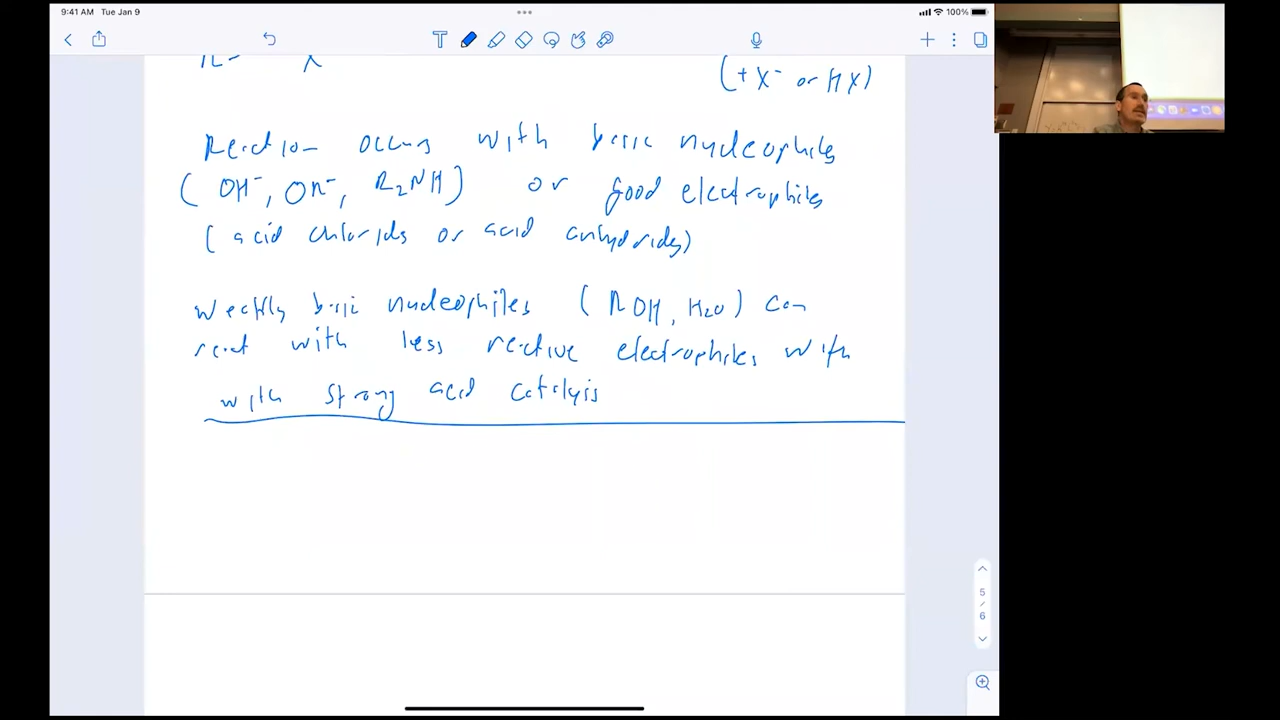 9:41 AM Tue Jan 9
100%
(+ X⁻ or HX)
Reaction occurs with basic nucleophiles
(OH⁻, OR⁻, R₂NH) or good electrophiles
(acid chlorides or acid anhydrides)
Weakly basic nucleophiles (ROH, H₂O) can
react with less reactive electrophiles with
with strong acid catalysis
5
/
6